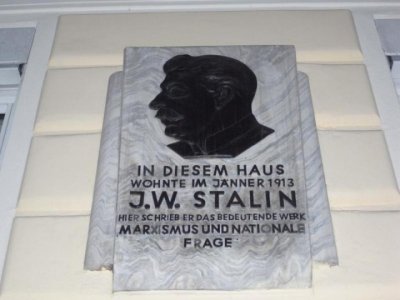 IN DIESEM HAUS
WOHNTE IM JÄNNER 1913
J.W. STALIN
HIER SCHRIEB ER DAS BEDEUTENDE WERK
MARXISMUS UND NATIONALE
FRAGE